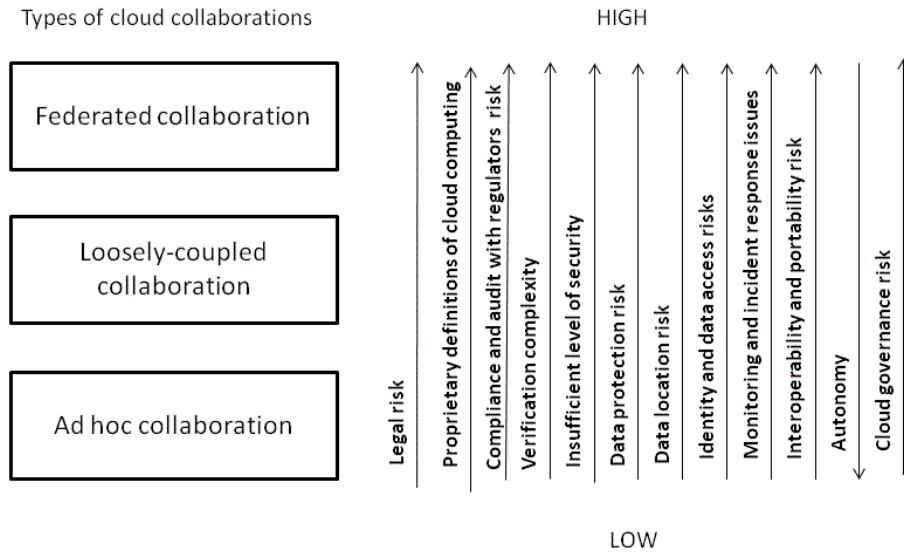 Types of cloud collaborations
HIGH
Federated collaboration
Loosely-coupled
collaboration
Ad hoc collaboration
Legal risk
Proprietary definitions of cloud computing
Compliance and audit with regulators risk
Verification complexity
Insufficient level of security
Data protection risk
Data location risk
Identity and data access risks
Monitoring and incident response issues
Interoperability and portability risk
Autonomy
Cloud governance risk
LOW